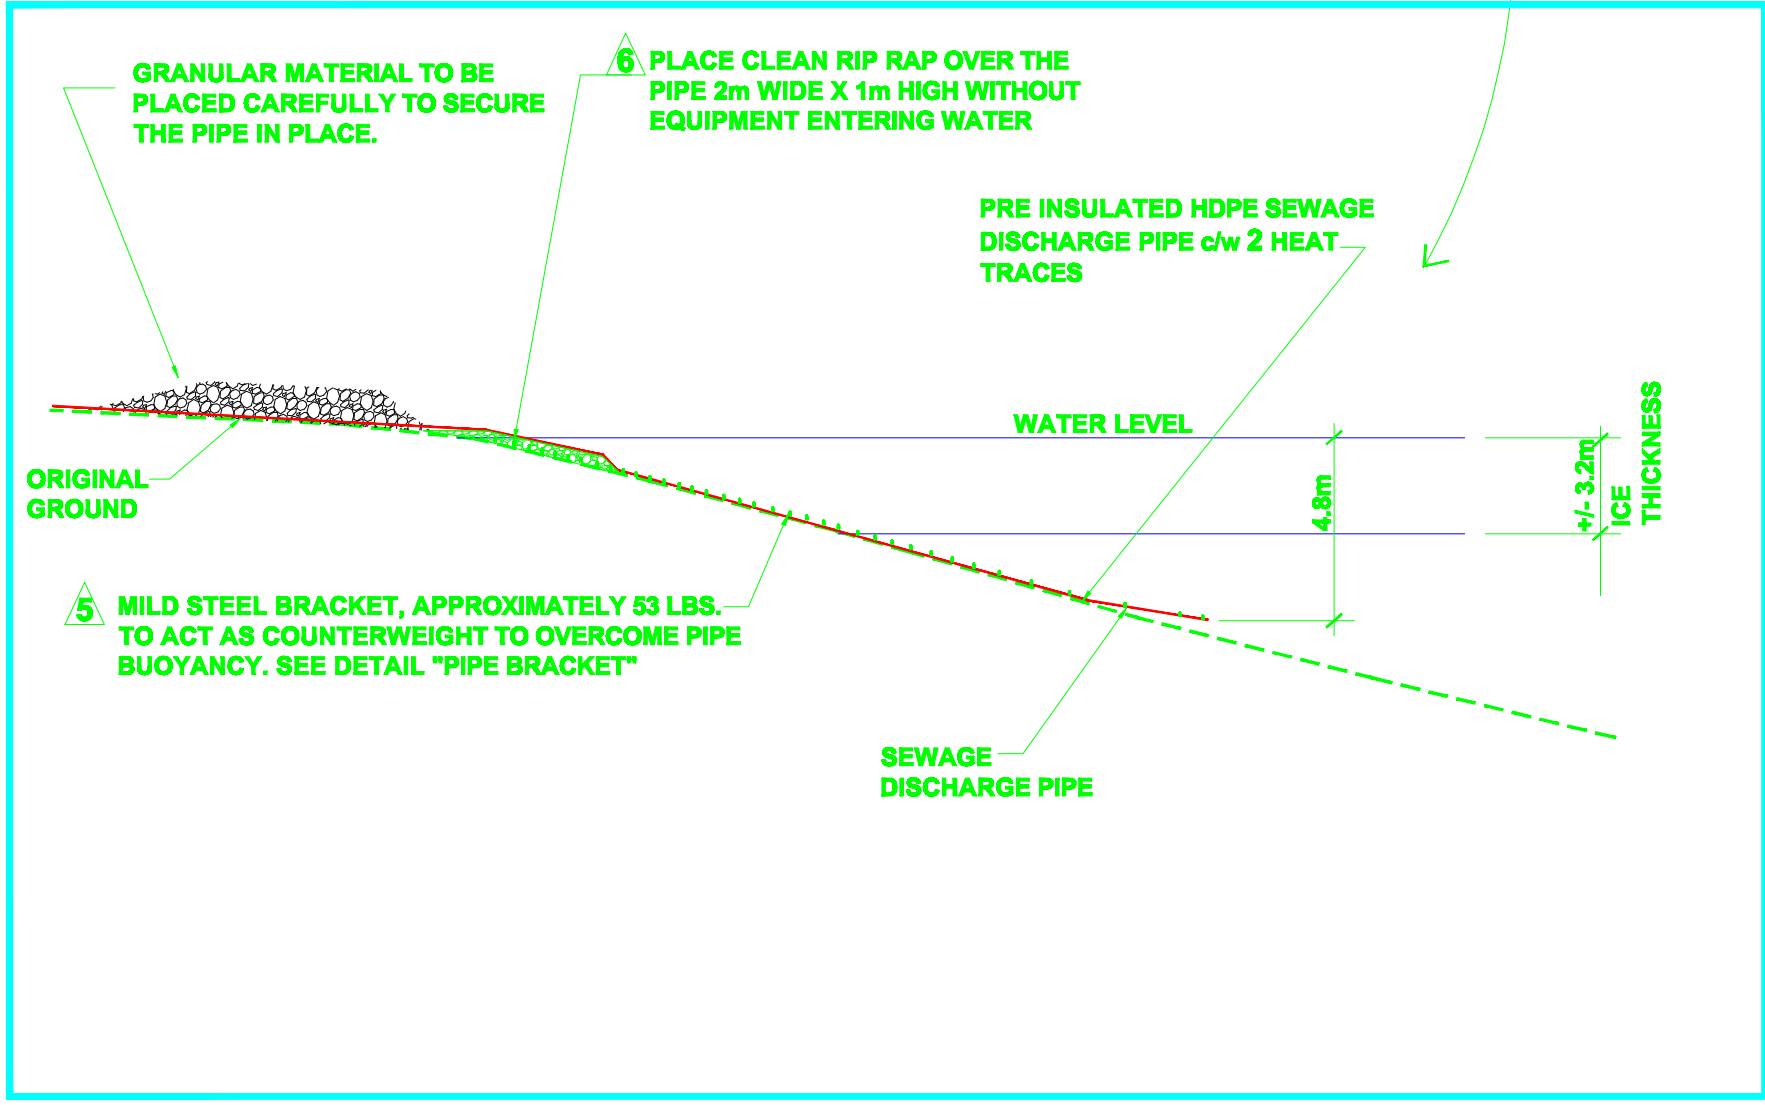 GRANULAR MATERIAL TO BE
PLACED CAREFULLY TO SECURE
THE PIPE IN PLACE.
6
PLACE CLEAN RIP RAP OVER THE
PIPE 2m WIDE X 1m HIGH WITHOUT
EQUIPMENT ENTERING WATER
PRE INSULATED HDPE SEWAGE
DISCHARGE PIPE c/w 2 HEAT
TRACES
WATER LEVEL
ORIGINAL
GROUND
4.8m
+/- 3.2m
ICE
THICKNESS
5
MILD STEEL BRACKET, APPROXIMATELY 53 LBS.
TO ACT AS COUNTERWEIGHT TO OVERCOME PIPE
BUOYANCY. SEE DETAIL "PIPE BRACKET"
SEWAGE
DISCHARGE PIPE